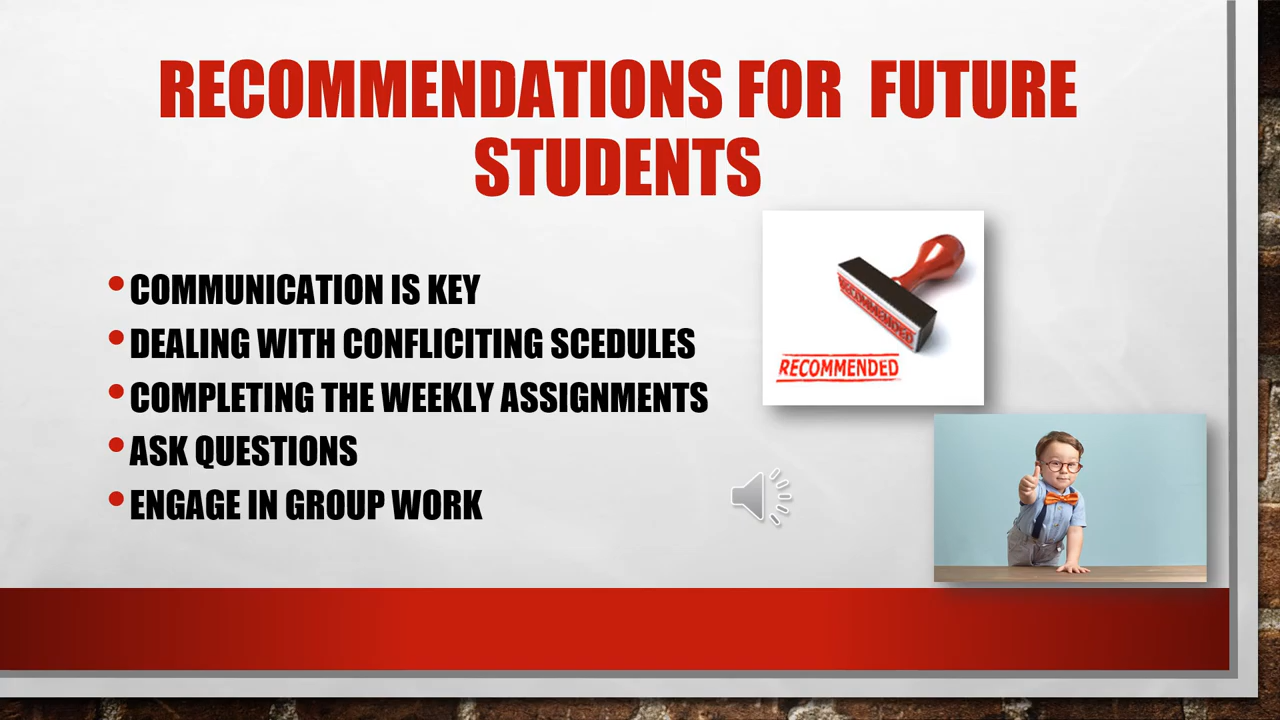 RECOMMENDATIONS FOR FUTURE
STUDENTS
•COMMUNICATION IS KEY
•DEALING WITH CONFLICITING SCEDULES
•COMPLETING THE WEEKLY ASSIGNMENTS
•ASK QUESTIONS
•ENGAGE IN GROUP WORK
RECOMMENDED
RECOMMENDED